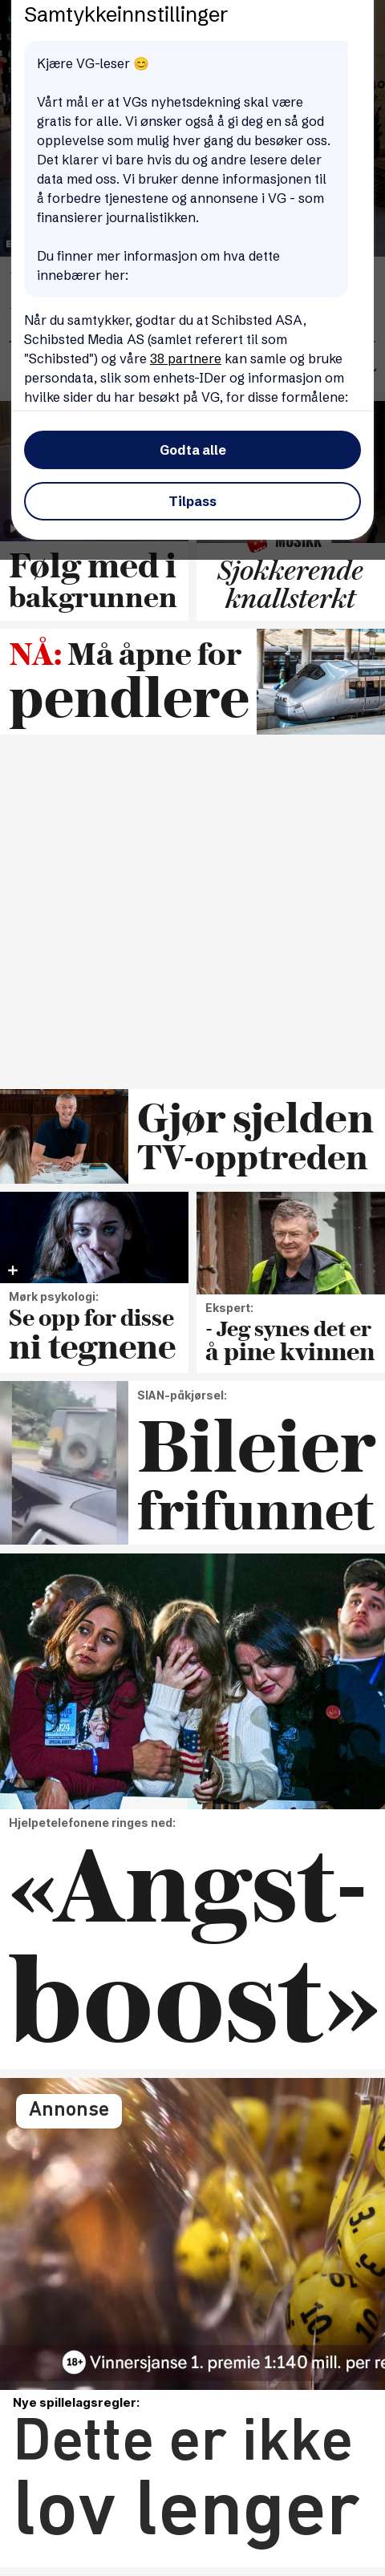 Samtykkeinnstillinger
Kjære VG-leser 😊
Vårt mål er at VGs nyhetsdekning skal være
gratis for alle. Vi ønsker også å gi deg en så god
opplevelse som mulig hver gang du besøker oss.
Det klarer vi bare hvis du og andre lesere deler
data med oss. Vi bruker denne informasjonen til
å forbedre tjenestene og annonsene i VG - som
finansierer journalistikken.
Du finner mer informasjon om hva dette
innebærer her:
Når du samtykker, godtar du at Schibsted ASA,
Schibsted Media AS (samlet referert til som
"Schibsted") og våre 38 partnere kan samle og bruke
persondata, slik som enhets-IDer og informasjon om
hvilke sider du har besøkt på VG, for disse formålene:
Godta alle
Tilpass
MUSIKK
Følg med i
bakgrunnen
Sjokkerende
knallsterkt
NÅ: Må åpne for
pendlere
Gjør sjelden
TV-opptreden
Mørk psykologi:
Se opp for disse
ni tegnene
Ekspert:
- Jeg synes det er
å pine kvinnen
SIAN-påkjørsel:
Bileier
frifunnet
2024
Hjelpetelefonene ringes ned:
«Angst-
boost»
Annonse
10
18+ Vinnersjanse 1. premie 1:140 mill. per re
Nye spillelagsregler:
Dette er ikke
lov lenger